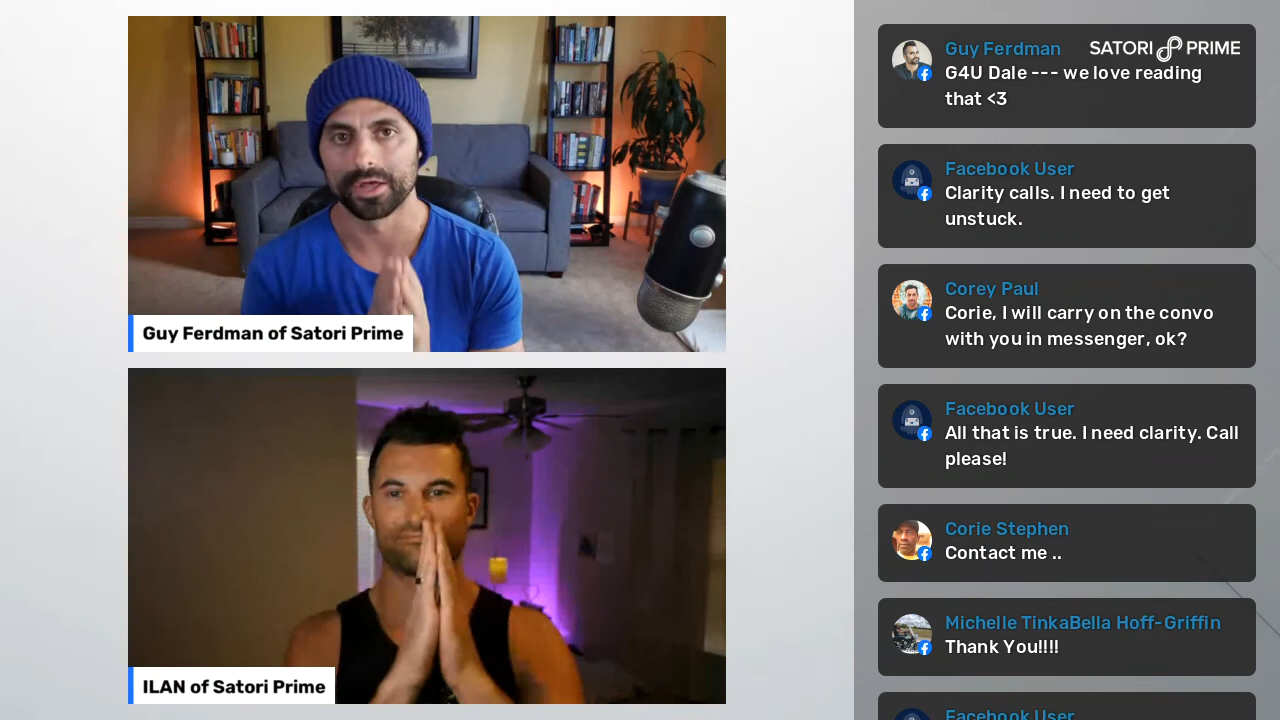 Guy Ferdman of Satori Prime
ILAN of Satori Prime
SATORI PRIME
Guy Ferdman
G4U Dale --- we love reading
that <3
Facebook User
Clarity calls. I need to get
unstuck.
Corey Paul
Corie, I will carry on the convo
with you in messenger, ok?
Facebook User
All that is true. I need clarity. Call
please!
Corie Stephen
Contact me ..
Michelle TinkaBella Hoff-Griffin
Thank You!!!!
Facebook User